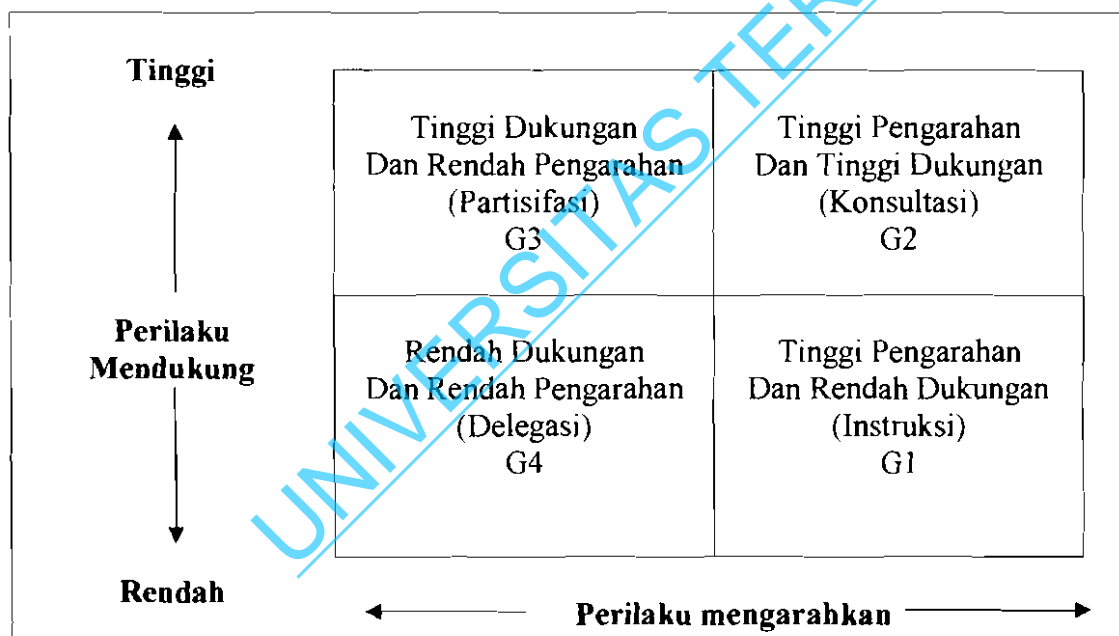 Tinggi
Tinggi Dukungan
Dan Rendah Pengarahan
(Partisifasi)
G3
Tinggi Pengarahan
Dan Tinggi Dukungan
(Konsultasi)
G2
Perilaku
Mendukung
Rendah Dukungan
Dan Rendah Pengarahan
(Delegasi)
G4
Tinggi Pengarahan
Dan Rendah Dukungan
(Instruksi)
G1
Rendah
Perilaku mengarahkan
UNIVERSITAS